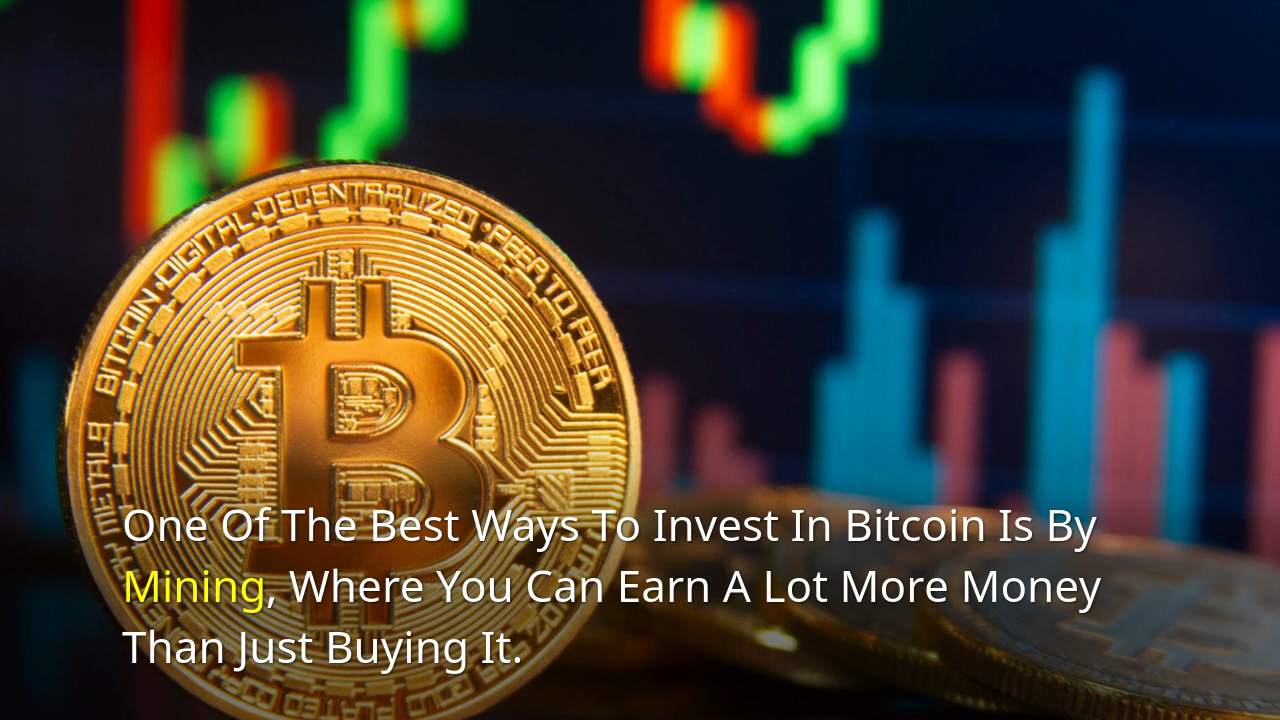 BITCOIN • DIGITAL • DECENTRALIZED • PEER TO PEER
One Of The Best Ways To Invest In Bitcoin Is By
Mining, Where You Can Earn A Lot More Money
Than Just Buying It.